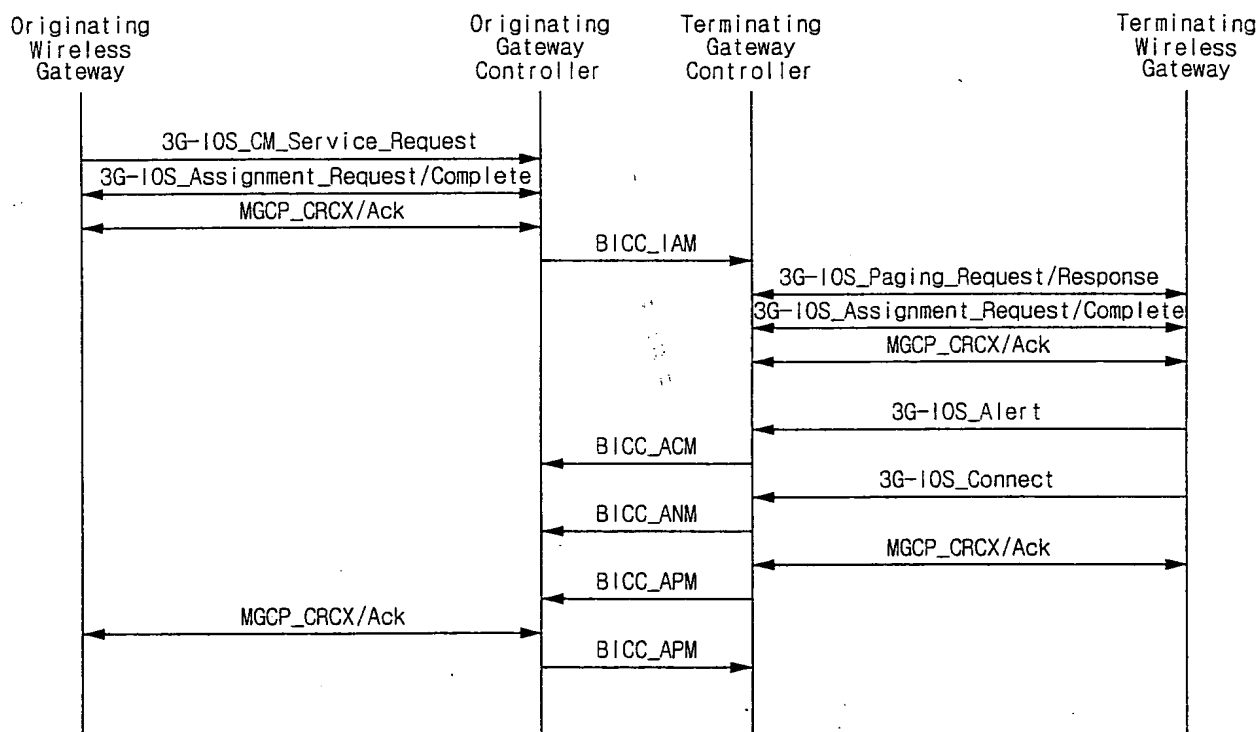 Originating
Wireless
Gateway
Originating
Gateway
Controller
Terminating
Gateway
Controller
Terminating
Wireless
Gateway
3G-IOS_CM_Service_Request
3G-IOS_Assignment_Request/Complete
MGCP_CRCX/Ack
BICC_IAM
3G-IOS_Paging_Request/Response
3G-IOS_Assignment_Request/Complete
MGCP_CRCX/Ack
3G-IOS_Alert
BICC_ACM
3G-IOS_Connect
BICC_ANM
MGCP_CRCX/Ack
BICC_APM
MGCP_CRCX/Ack
BICC_APM